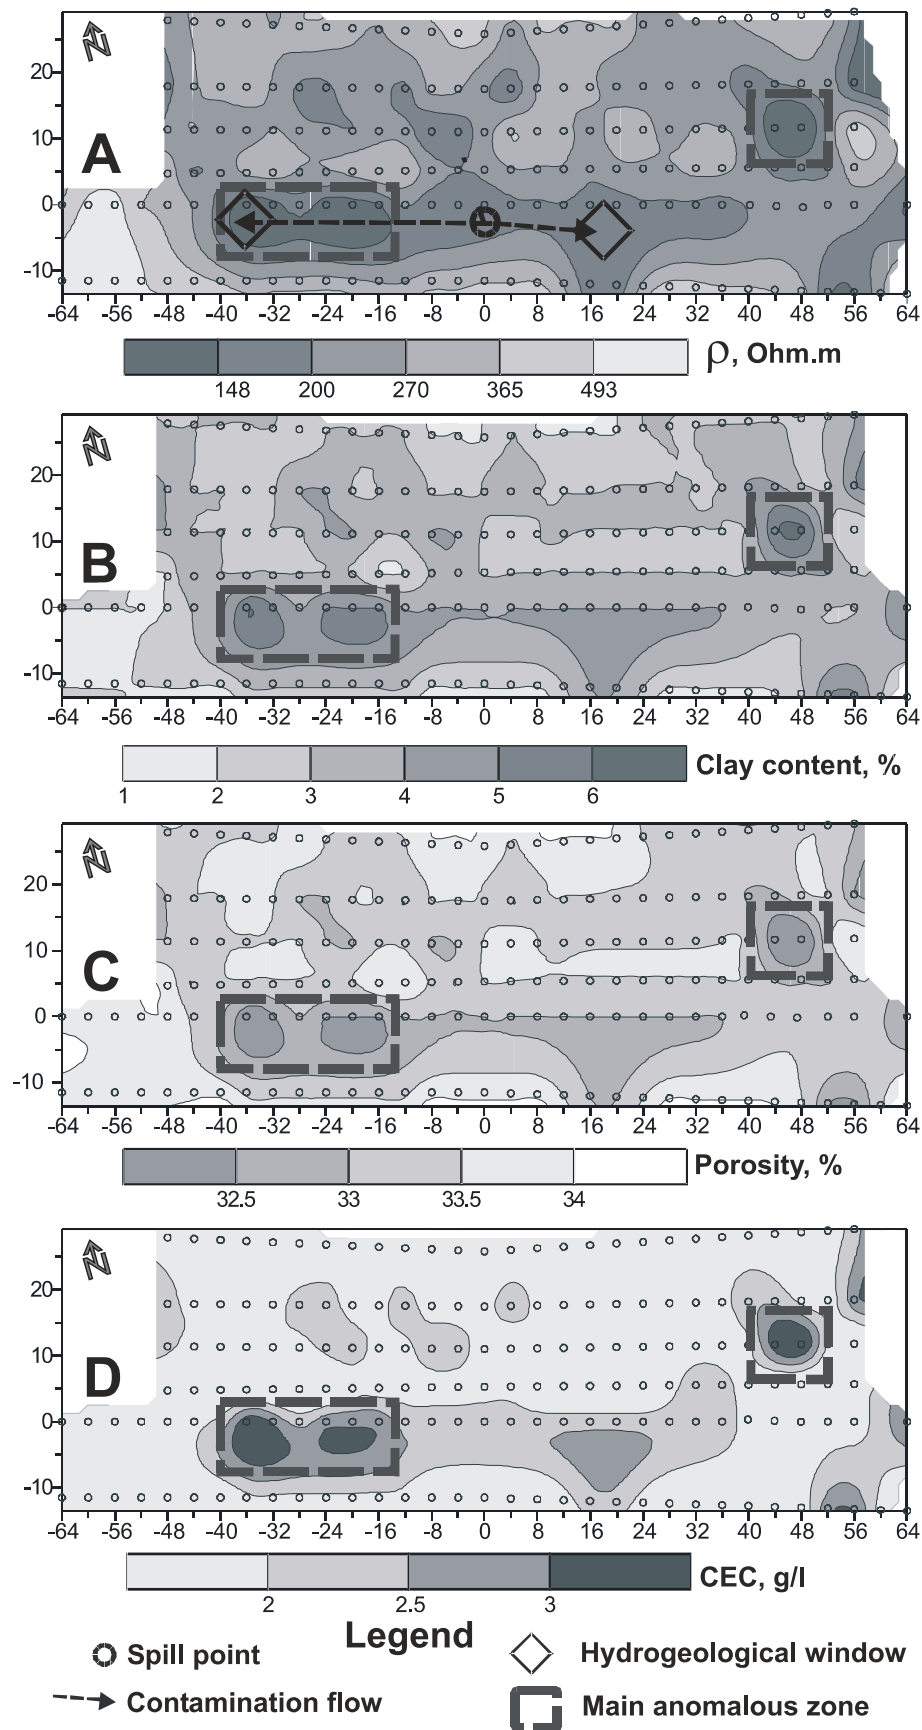 N
A
20
10
0
-10
-64 -56 -48 -40 -32 -24 -16 -8 0 8 16 24 32 40 48 56 64
148 200 270 365 493
ρ, Ohm.m
N
B
20
10
0
-10
-64 -56 -48 -40 -32 -24 -16 -8 0 8 16 24 32 40 48 56 64
1 2 3 4 5 6
Clay content, %
N
C
20
10
0
-10
-64 -56 -48 -40 -32 -24 -16 -8 0 8 16 24 32 40 48 56 64
32.5 33 33.5 34
Porosity, %
N
D
20
10
0
-10
-64 -56 -48 -40 -32 -24 -16 -8 0 8 16 24 32 40 48 56 64
2 2.5 3
CEC, g/l
Legend
Spill point
Hydrogeological window
Contamination flow
Main anomalous zone